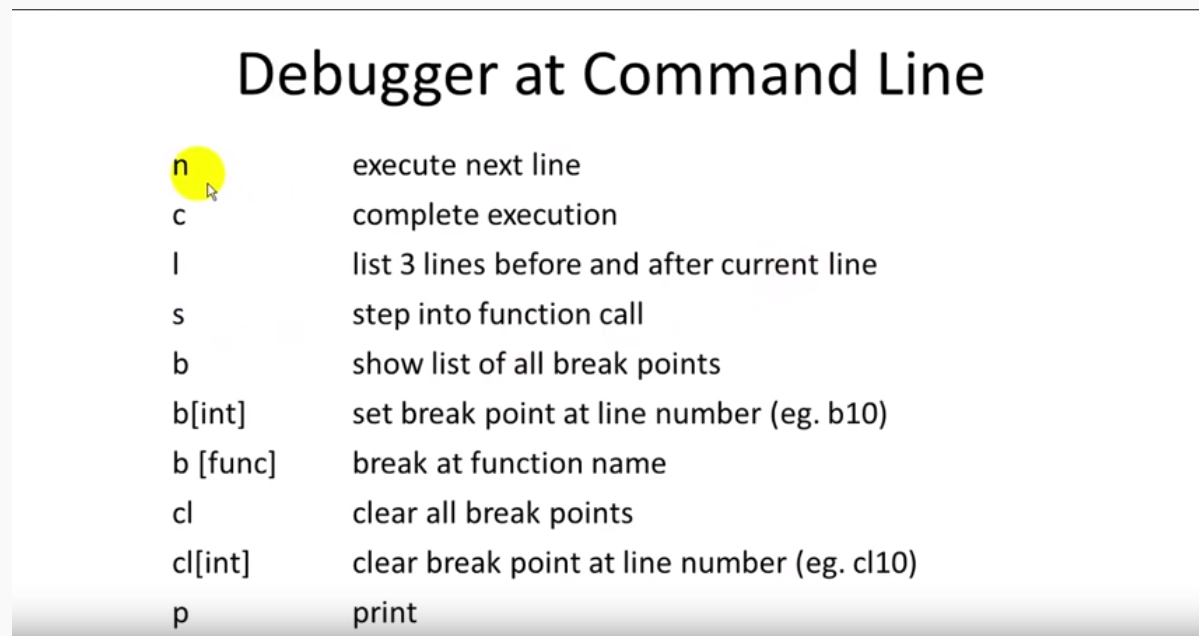 Debugger at Command Line
n execute next line
c complete execution
l list 3 lines before and after current line
s step into function call
b show list of all break points
b[int] set break point at line number (eg. b10)
b [func] break at function name
cl clear all break points
cl[int] clear break point at line number (eg. cl10)
p print